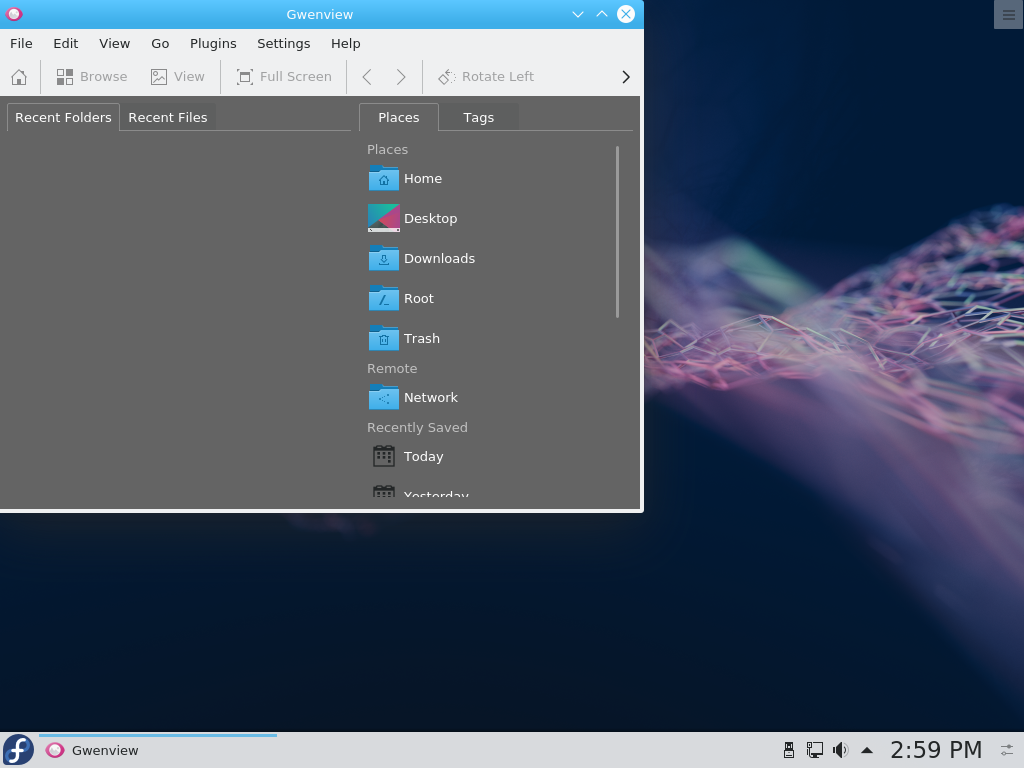 Gwenview
File Edit View Go Plugins Settings Help
Browse View Full Screen Rotate Left
Recent Folders Recent Files Places Tags
Places
Home
Desktop
Downloads
Root
Trash
Remote
Network
Recently Saved
Today
Yesterday
Gwenview 2:59 PM